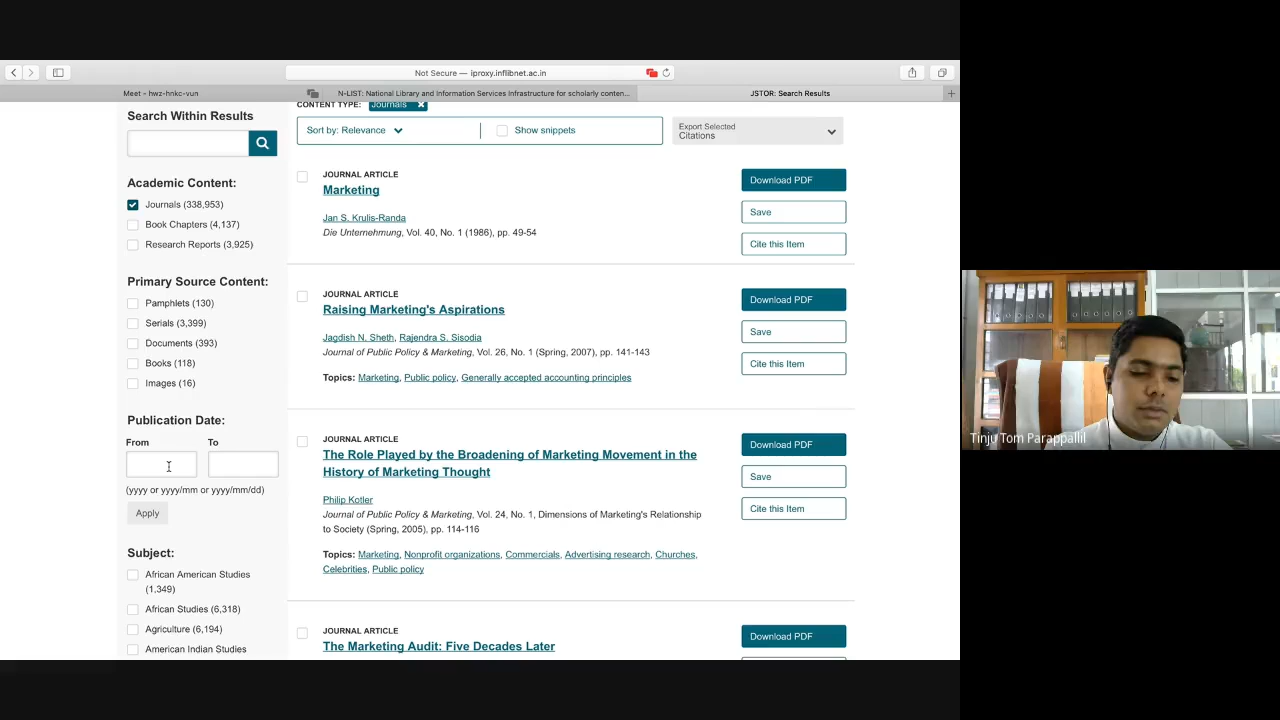 Not Secure — iproxy.inflibnet.ac.in
Meet - hwz-hnkc-vun
N-LIST: National Library and Information Services Infrastructure for scholarly conten...
JSTOR: Search Results
Search Within Results
Academic Content:
Journals (338,953)
Book Chapters (4,137)
Research Reports (3,925)
Primary Source Content:
Pamphlets (130)
Serials (3,399)
Documents (393)
Books (118)
Images (16)
Publication Date:
From To
(yyyy or yyyy/mm or yyyy/mm/dd)
Apply
Subject:
African American Studies
(1,349)
African Studies (6,318)
Agriculture (6,194)
American Indian Studies
CONTENT TYPE: Journals
Sort by: Relevance
Show snippets
Export Selected
Citations
JOURNAL ARTICLE
Marketing
Jan S. Krulis-Randa
Die Unternehmung, Vol. 40, No. 1 (1986), pp. 49-54
Download PDF
Save
Cite this Item
JOURNAL ARTICLE
Raising Marketing's Aspirations
Jagdish N. Sheth, Rajendra S. Sisodia
Journal of Public Policy & Marketing, Vol. 26, No. 1 (Spring, 2007), pp. 141-143
Topics: Marketing, Public policy, Generally accepted accounting principles
Download PDF
Save
Cite this Item
JOURNAL ARTICLE
The Role Played by the Broadening of Marketing Movement in the
History of Marketing Thought
Philip Kotler
Journal of Public Policy & Marketing, Vol. 24, No. 1, Dimensions of Marketing's Relationship
to Society (Spring, 2005), pp. 114-116
Topics: Marketing, Nonprofit organizations, Commercials, Advertising research, Churches,
Celebrities, Public policy
Download PDF
Save
Cite this Item
JOURNAL ARTICLE
The Marketing Audit: Five Decades Later
Download PDF
Tinju Tom Parappallil